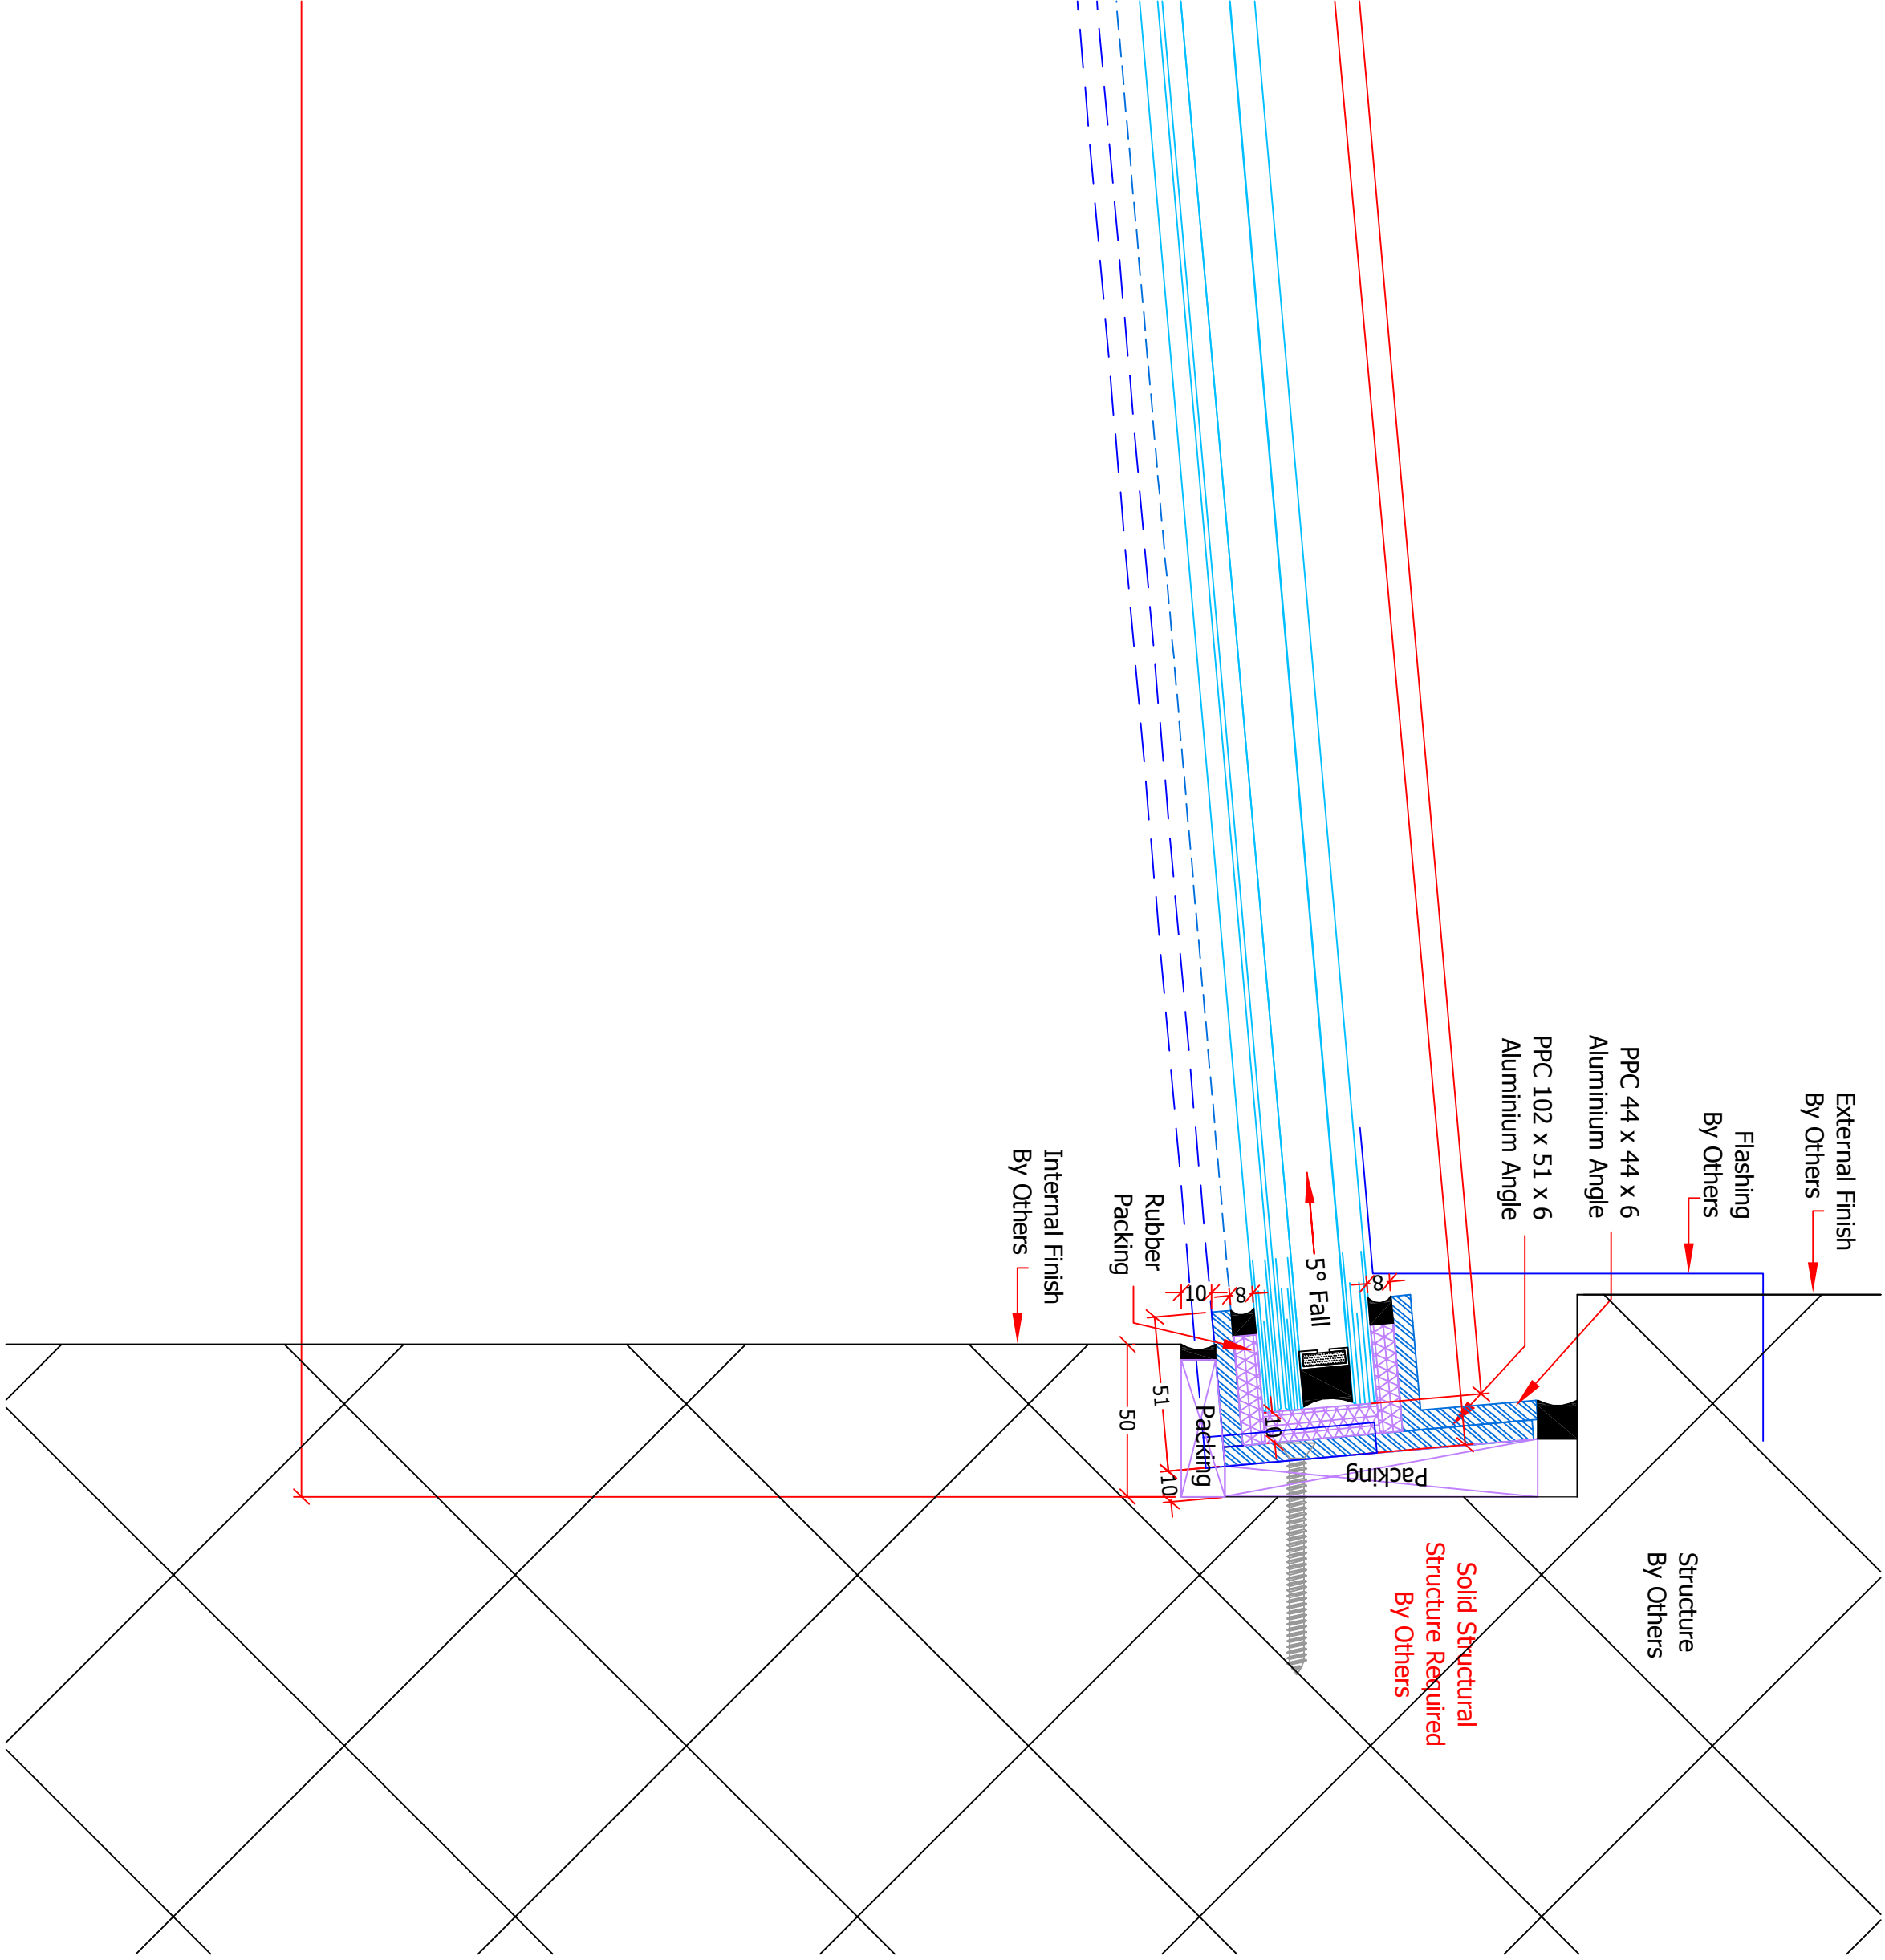 External Finish
By Others
Flashing
By Others
PPC 44 x 44 x 6
Aluminium Angle
PPC 102 x 51 x 6
Aluminium Angle
8
5° Fall
8
10
Rubber
Packing
Internal Finish
By Others
51
50
10
10
Packing
Packing
Structure
By Others
Solid Structural
Structure Required
By Others